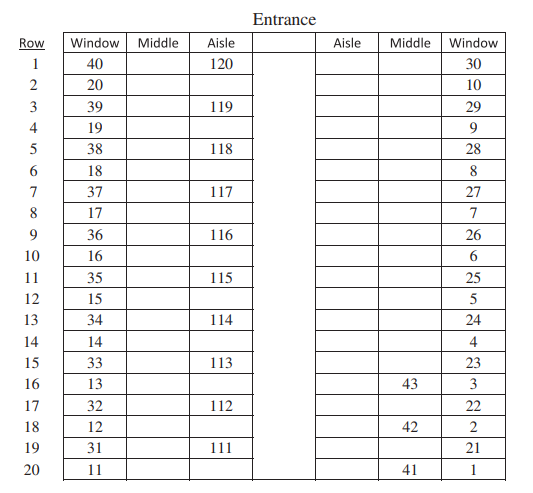 Entrance
Row Window Middle Aisle Aisle Middle Window
1 40 120 30
2 20 10
3 39 119 29
4 19 9
5 38 118 28
6 18 8
7 37 117 27
8 17 7
9 36 116 26
10 16 6
11 35 115 25
12 15 5
13 34 114 24
14 14 4
15 33 113 23
16 13 43 3
17 32 112 22
18 12 42 2
19 31 111 21
20 11 41 1